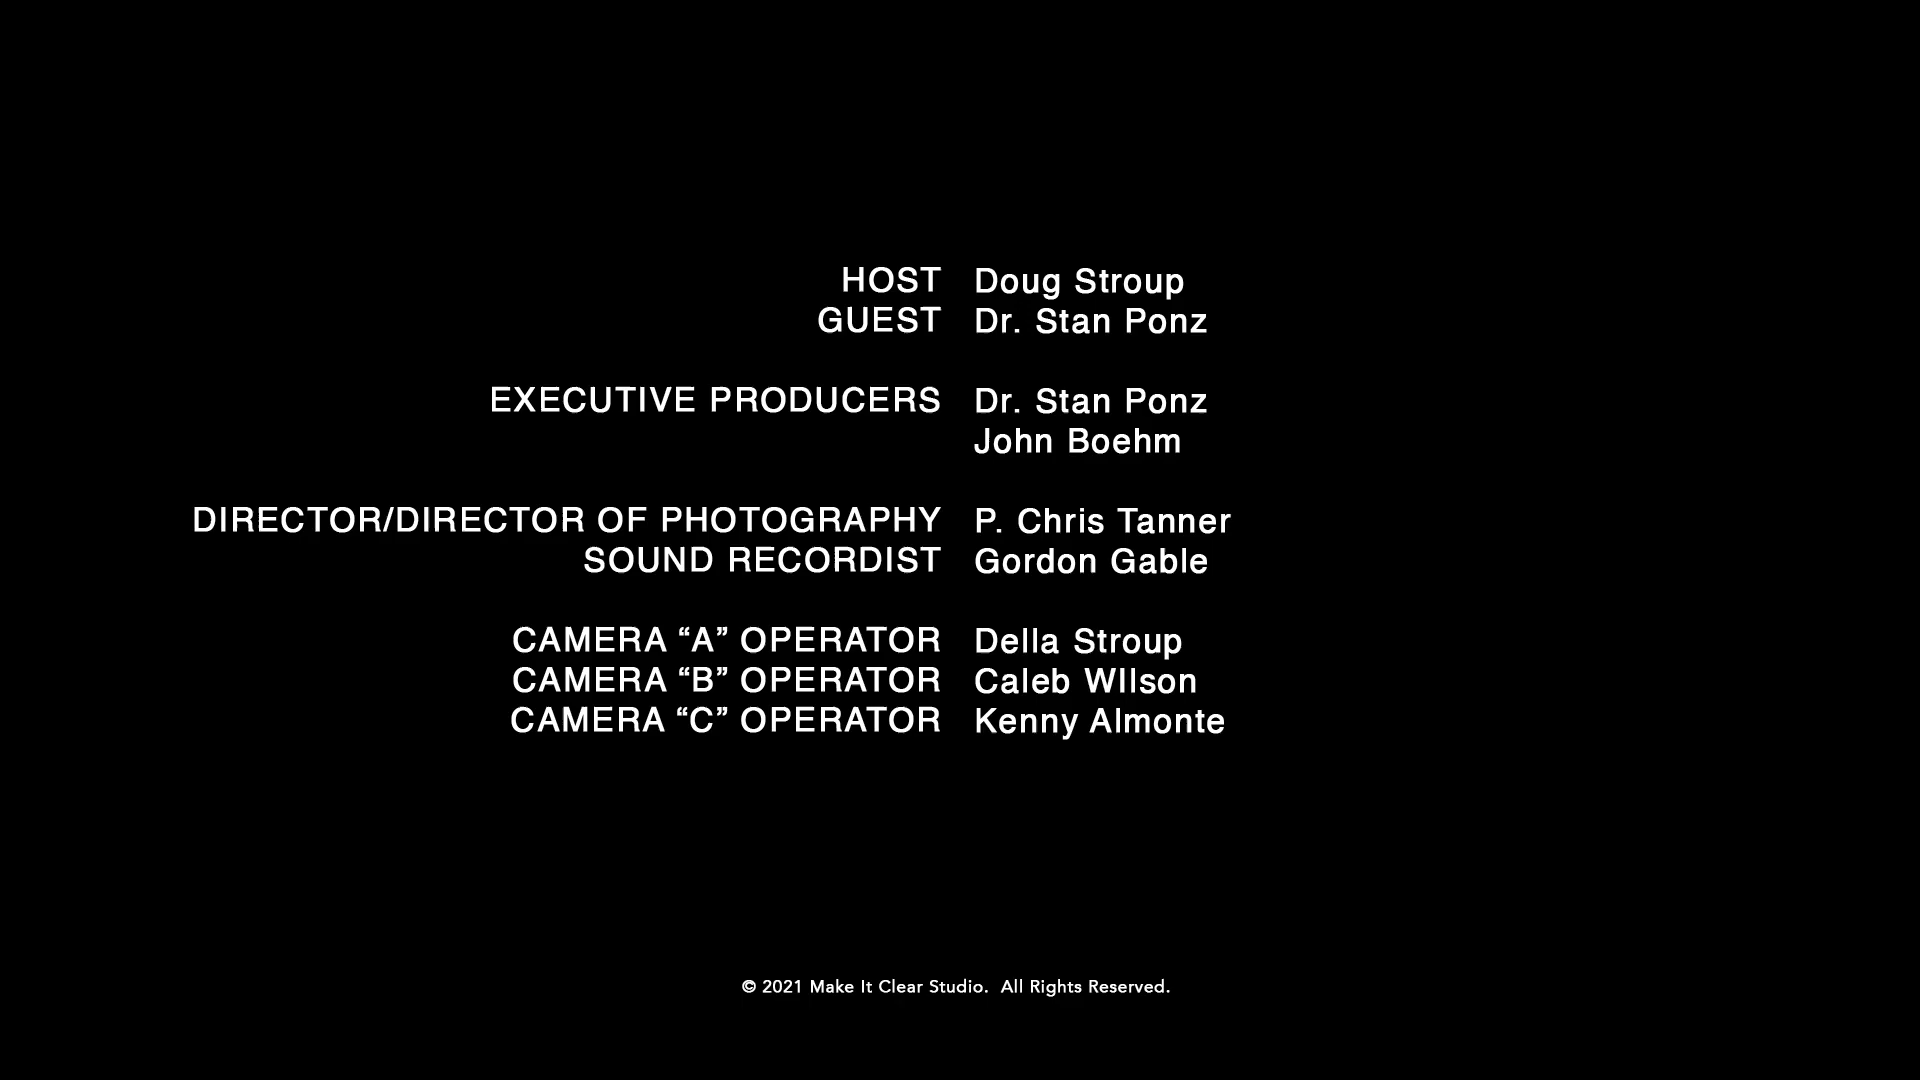 HOST Doug Stroup
GUEST Dr. Stan Ponz
EXECUTIVE PRODUCERS Dr. Stan Ponz
John Boehm
DIRECTOR/DIRECTOR OF PHOTOGRAPHY P. Chris Tanner
SOUND RECORDIST Gordon Gable
CAMERA “A” OPERATOR Della Stroup
CAMERA “B” OPERATOR Caleb WIlson
CAMERA “C” OPERATOR Kenny Almonte
© 2021 Make It Clear Studio. All Rights Reserved.